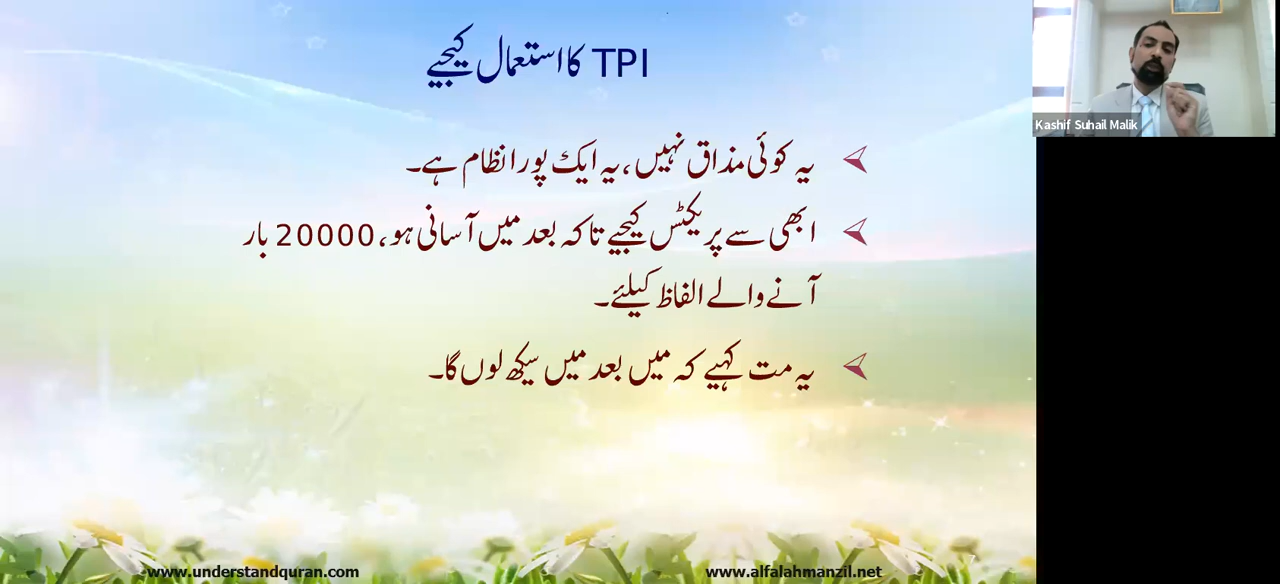 TPI کا استعمال کیجیے
یہ کوئی مذاق نہیں، یہ ایک پورا نظام ہے۔
ابھی سے پریکٹس کیجیے تاکہ بعد میں آسانی ہو، 20000 بار
آنے والے الفاظ کیلئے۔
یہ مت کہیے کہ میں بعد میں سیکھ لوں گا۔
Kashif Suhail Malik
www.understandquran.com
www.alfalahmanzil.net
7